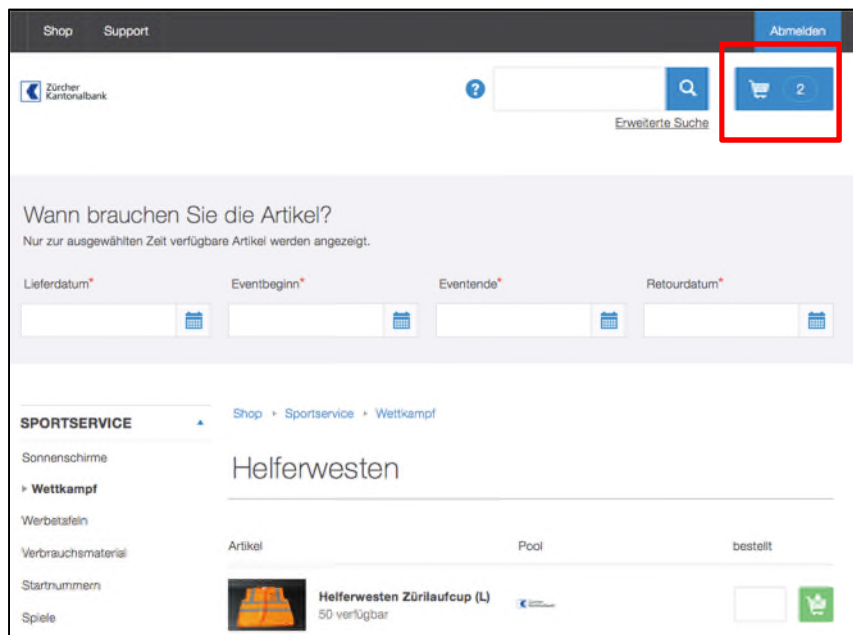 Shop Support Abmelden
Zürcher
Kantonalbank
? 2
Erweiterte Suche
Wann brauchen Sie die Artikel?
Nur zur ausgewählten Zeit verfügbare Artikel werden angezeigt.
Lieferdatum* Eventbeginn* Eventende* Retourdatum*
SPORTSERVICE
Shop Sportservice Wettkampf
Sonnenschirme
Wettkampf
Helferwesten
Werbetafeln
Verbrauchsmaterial
Artikel Pool bestellt
Startnummern
Spiele
Helferwesten Zürilaufcup (L)
50 verfügbar
Zürcher
Kantonalbank